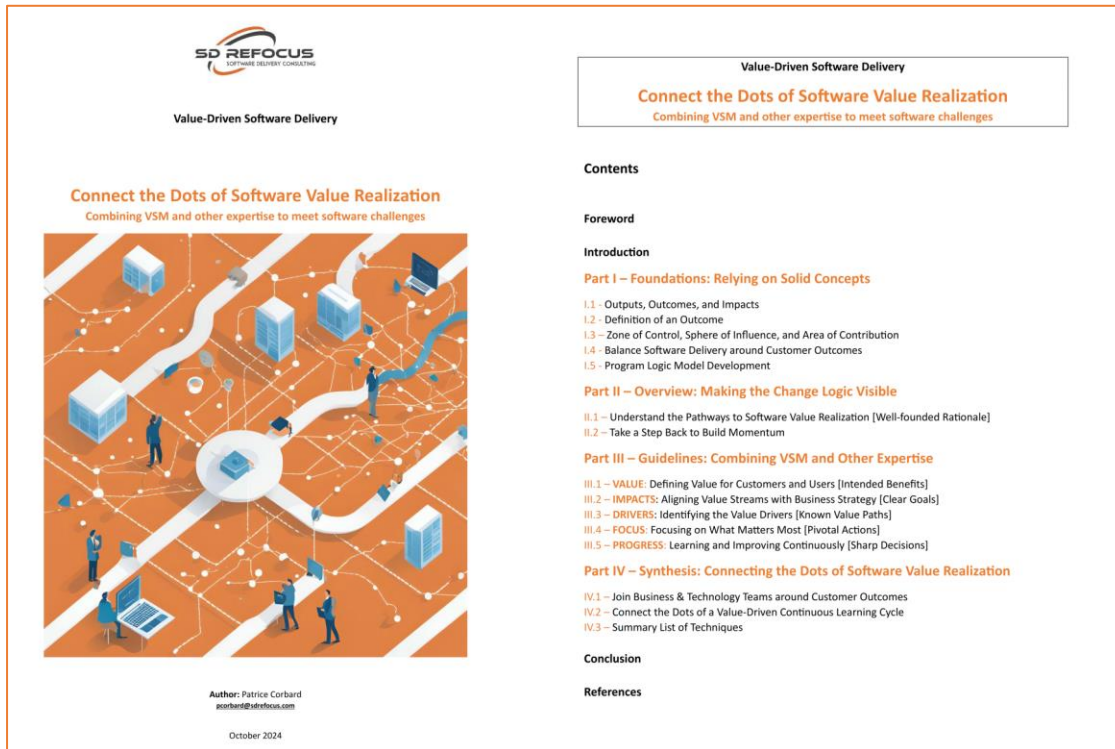 SD REFOCUS
SOFTWARE DELIVERY CONSULTING
Value-Driven Software Delivery
Connect the Dots of Software Value Realization
Combining VSM and other expertise to meet software challenges
Author: Patrice Corbard
pcorbard@sdrefocus.com
October 2024
Value-Driven Software Delivery
Connect the Dots of Software Value Realization
Combining VSM and other expertise to meet software challenges
Contents
Foreword
Introduction
Part I – Foundations: Relying on Solid Concepts
I.1 - Outputs, Outcomes, and Impacts
I.2 - Definition of an Outcome
I.3 – Zone of Control, Sphere of Influence, and Area of Contribution
I.4 - Balance Software Delivery around Customer Outcomes
I.5 - Program Logic Model Development
Part II – Overview: Making the Change Logic Visible
II.1 – Understand the Pathways to Software Value Realization [Well-founded Rationale]
II.2 – Take a Step Back to Build Momentum
Part III – Guidelines: Combining VSM and Other Expertise
III.1 – VALUE: Defining Value for Customers and Users [Intended Benefits]
III.2 – IMPACTS: Aligning Value Streams with Business Strategy [Clear Goals]
III.3 – DRIVERS: Identifying the Value Drivers [Known Value Paths]
III.4 – FOCUS: Focusing on What Matters Most [Pivotal Actions]
III.5 – PROGRESS: Learning and Improving Continuously [Sharp Decisions]
Part IV – Synthesis: Connecting the Dots of Software Value Realization
IV.1 – Join Business & Technology Teams around Customer Outcomes
IV.2 – Connect the Dots of a Value-Driven Continuous Learning Cycle
IV.3 – Summary List of Techniques
Conclusion
References